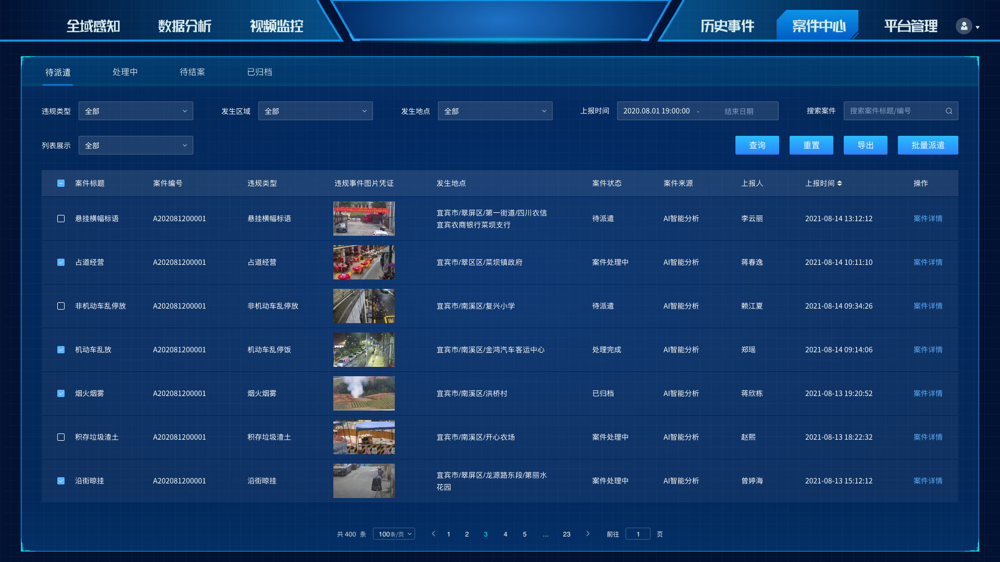 全域感知 数据分析 视频监控 历史事件 案件中心 平台管理
待派遣 处理中 待结案 已归档
违规类型 全部 发生区域 全部 发生地点 全部 上报时间 2020.08.01 19:00:00 - 结束日期 搜索案件 搜索案件标题/编号
列表展示 全部 查询 重置 导出 批量派遣
案件标题 案件编号 违规类型 违规事件图片凭证 发生地点 案件状态 案件来源 上报人 上报时间 操作
悬挂横幅标语 A202081200001 悬挂横幅标语 宜宾市/翠屏区/第一街道/四川农信 待派遣 AI智能分析 李云丽 2021-08-14 13:12:12 案件详情
宜宾农商银行菜坝支行
占道经营 A202081200001 占道经营 宜宾市/翠区区/菜坝镇政府 案件处理中 AI智能分析 蒋春逸 2021-08-14 10:11:10 案件详情
非机动车乱停放 A202081200001 非机动车乱停放 宜宾市/南溪区/复兴小学 待派遣 AI智能分析 赖江夏 2021-08-14 09:34:26 案件详情
机动车乱放 A202081200001 机动车乱停饭 宜宾市/南溪区/金鸿汽车客运中心 处理完成 AI智能分析 郑瑶 2021-08-14 09:14:06 案件详情
烟火烟雾 A202081200001 烟火烟雾 宜宾市/南溪区/洪桥村 已归档 AI智能分析 蒋欣栋 2021-08-13 19:20:52 案件详情
积存垃圾渣土 A202081200001 积存垃圾渣土 宜宾市/南溪区/开心农场 案件处理中 AI智能分析 赵熙 2021-08-13 18:22:32 案件详情
沿街晾挂 A202081200001 沿街晾挂 宜宾市/翠屏区/龙源路东段/第丽水 案件处理中 AI智能分析 曾婷海 2021-08-13 15:12:12 案件详情
花园
共 400 条 100条/页 1 2 3 4 5 ... 23 前往 1 页